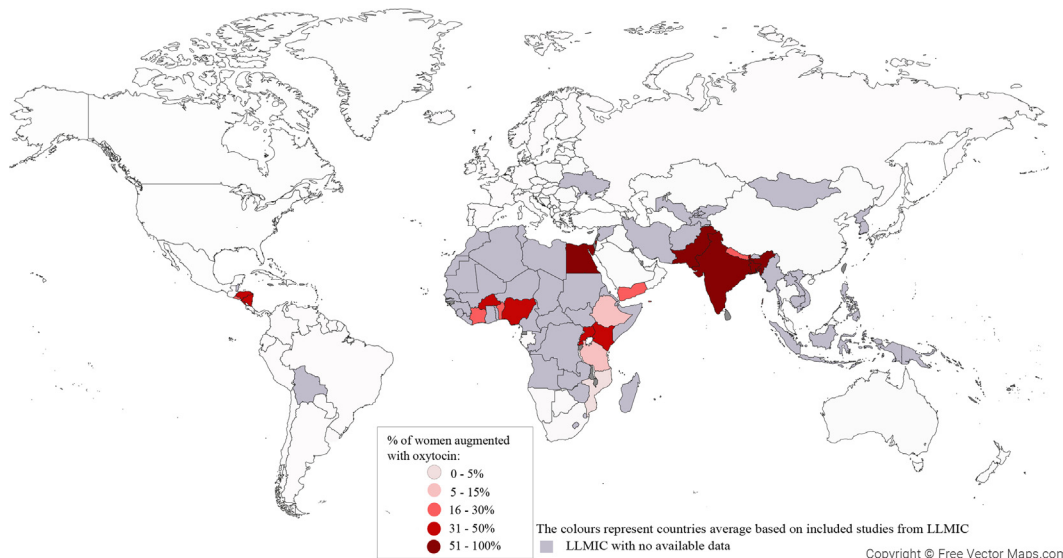 % of women augmented
with oxytocin:
0 - 5%
5 - 15%
16 - 30%
31 - 50%
51 - 100%
The colours represent countries average based on included studies from LLMIC
LLMIC with no available data
Copyright © Free Vector Maps.com